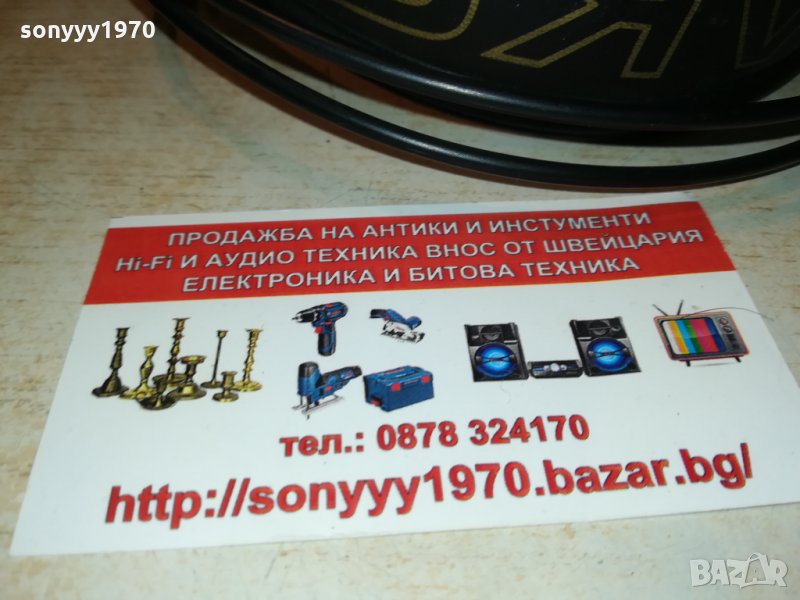 sonyyy1970
ПРОДАЖБА НА АНТИКИ И ИНСТУМЕНТИ
Hi-Fi И АУДИО ТЕХНИКА ВНОС ОТ ШВЕЙЦАРИЯ
ЕЛЕКТРОНИКА И БИТОВА ТЕХНИКА
тел.: 0878 324170
http://sonyyy1970.bazar.bg/
BAZAR
bg